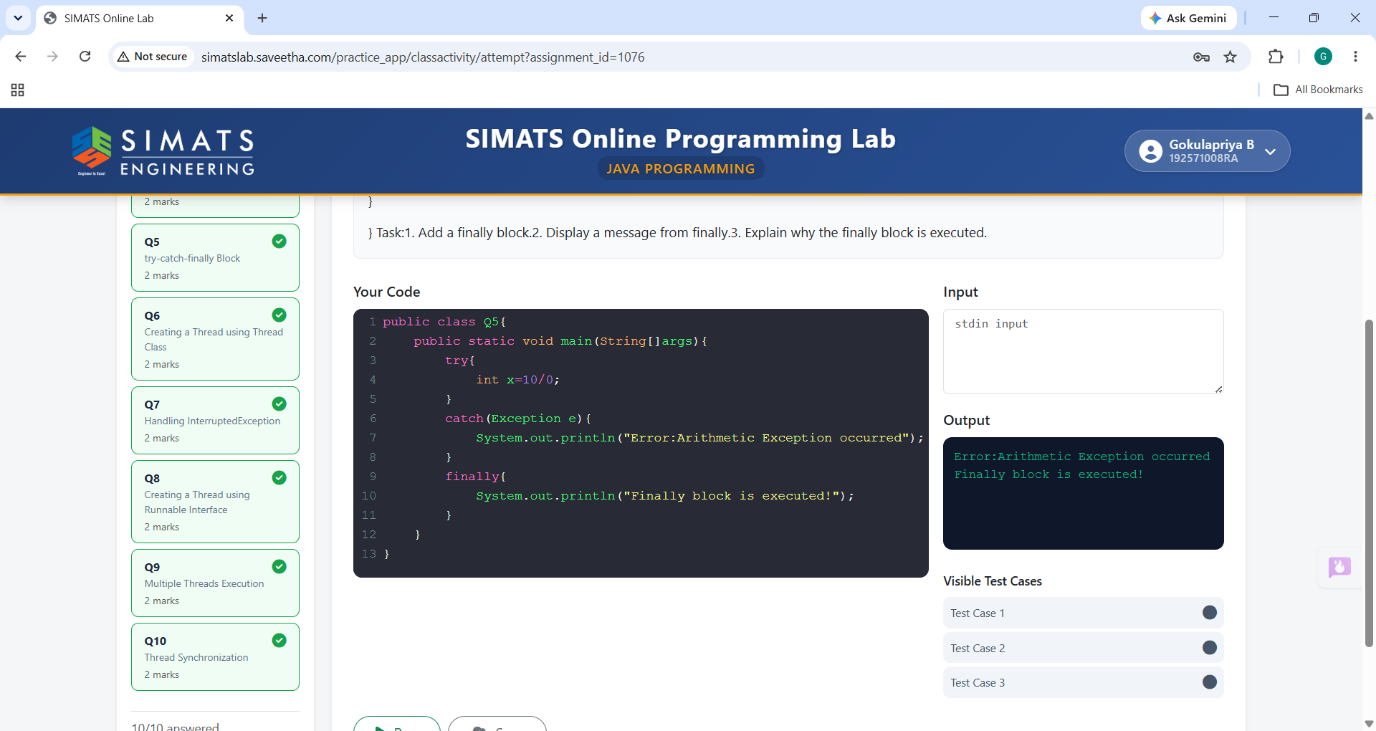 SIMATS Online Lab
Ask Gemini
Not secure
simatslab.saveetha.com/practice_app/classactivity/attempt?assignment_id=1076
G
All Bookmarks
SIMATS
ENGINEERING
Engineer to Excel
SIMATS Online Programming Lab
JAVA PROGRAMMING
Gokulapriya B
192571008RA
2 marks
Q5
try-catch-finally Block
2 marks
Q6
Creating a Thread using Thread
Class
2 marks
Q7
Handling InterruptedException
2 marks
Q8
Creating a Thread using
Runnable Interface
2 marks
Q9
Multiple Threads Execution
2 marks
Q10
Thread Synchronization
2 marks
10/10 answered
}
} Task:1. Add a finally block.2. Display a message from finally.3. Explain why the finally block is executed.
Your Code
1 public class Q5{
2     public static void main(String[]args){
3         try{
4             int x=10/0;
5         }
6         catch(Exception e){
7             System.out.println("Error:Arithmetic Exception occurred");
8         }
9         finally{
10             System.out.println("Finally block is executed!");
11         }
12     }
13 }
Input
stdin input
Output
Error:Arithmetic Exception occurred
Finally block is executed!
Visible Test Cases
Test Case 1
Test Case 2
Test Case 3